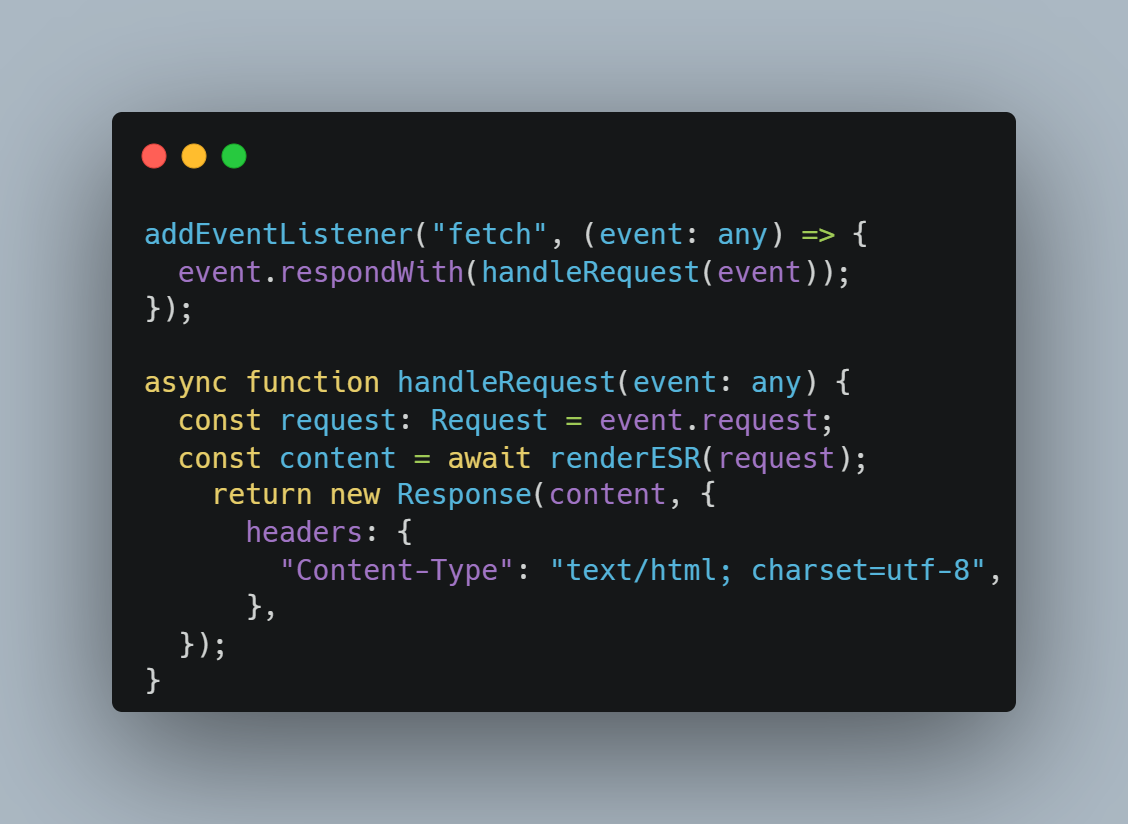 addEventListener("fetch", (event: any) => {
  event.respondWith(handleRequest(event));
});

async function handleRequest(event: any) {
  const request: Request = event.request;
  const content = await renderESR(request);
    return new Response(content, {
      headers: {
        "Content-Type": "text/html; charset=utf-8",
      },
  });
}